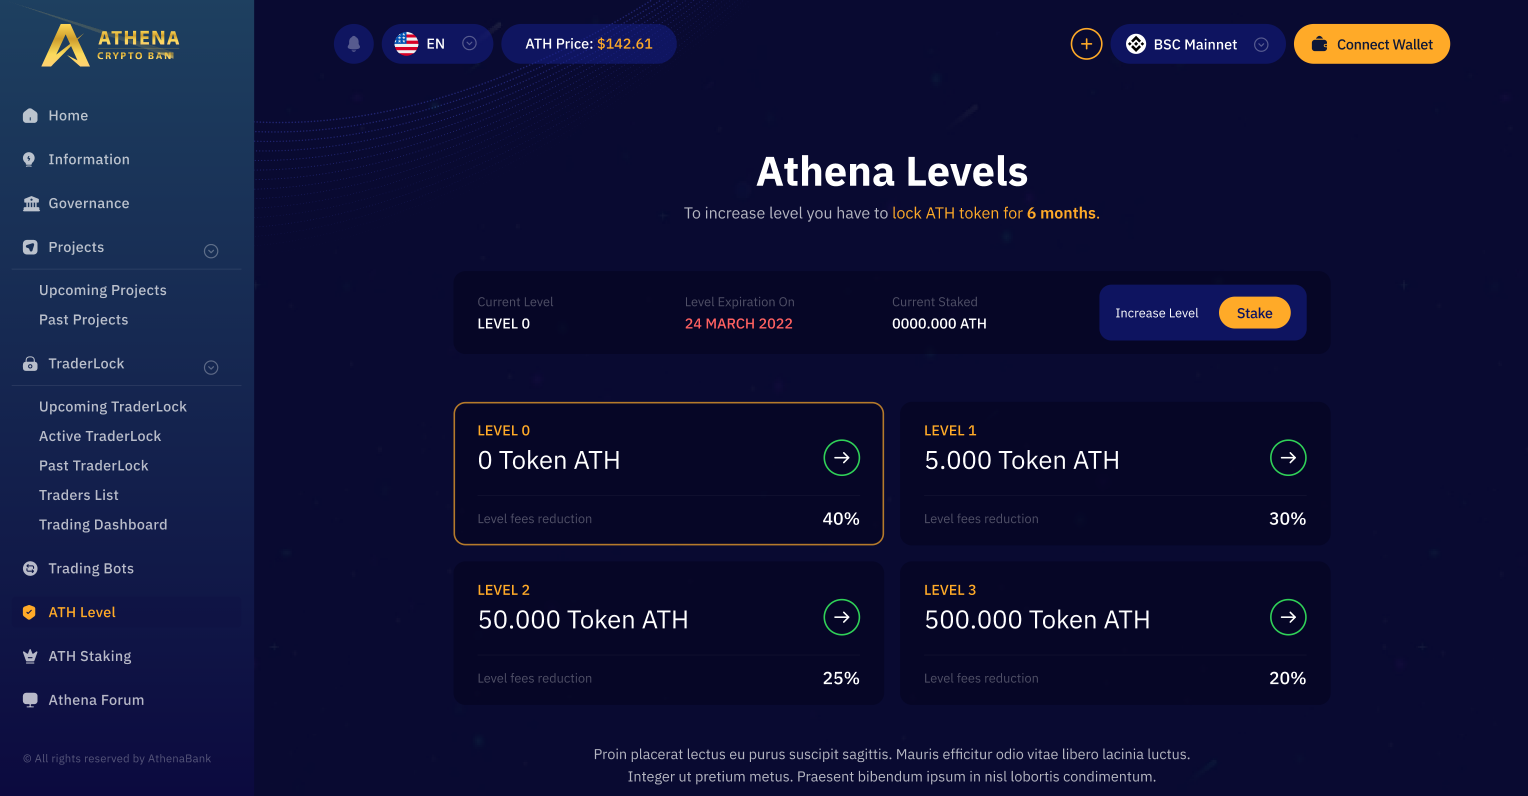 ATHENA
CRYPTO BANK
EN
ATH Price: $142.61
BSC Mainnet
Connect Wallet
Home
Information
Governance
Projects
Upcoming Projects
Past Projects
TraderLock
Upcoming TraderLock
Active TraderLock
Past TraderLock
Traders List
Trading Dashboard
Trading Bots
ATH Level
ATH Staking
Athena Forum
© All rights reserved by AthenaBank
Athena Levels
To increase level you have to lock ATH token for 6 months.
Current Level
LEVEL 0
Level Expiration On
24 MARCH 2022
Current Staked
0000.000 ATH
Increase Level
Stake
LEVEL 0
0 Token ATH
Level fees reduction
40%
LEVEL 1
5.000 Token ATH
Level fees reduction
30%
LEVEL 2
50.000 Token ATH
Level fees reduction
25%
LEVEL 3
500.000 Token ATH
Level fees reduction
20%
Proin placerat lectus eu purus suscipit sagittis. Mauris efficitur odio vitae libero lacinia luctus.
Integer ut pretium metus. Praesent bibendum ipsum in nisl lobortis condimentum.